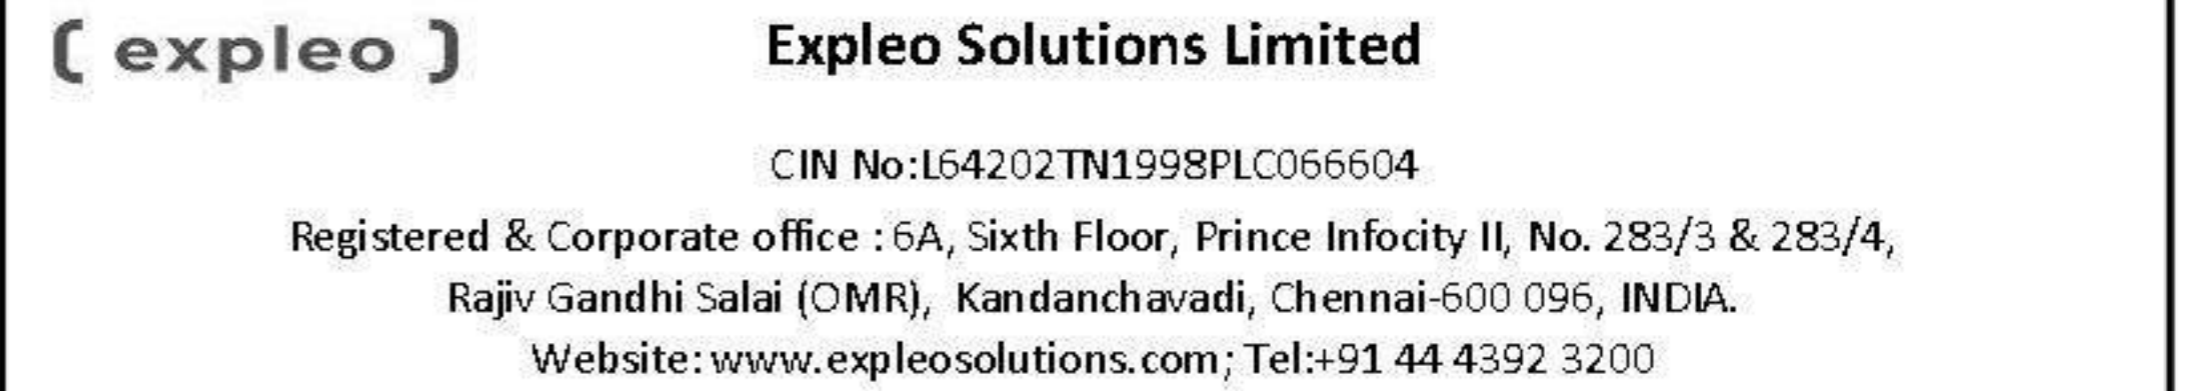 ( expleo )
Expleo Solutions Limited
CIN No:L64202TN1998PLC066604
Registered & Corporate office : 6A, Sixth Floor, Prince Infocity II, No. 283/3 & 283/4,
Rajiv Gandhi Salai (OMR), Kandanchavadi, Chennai-600 096, INDIA.
Website: www.expleosolutions.com; Tel:+91 44 4392 3200